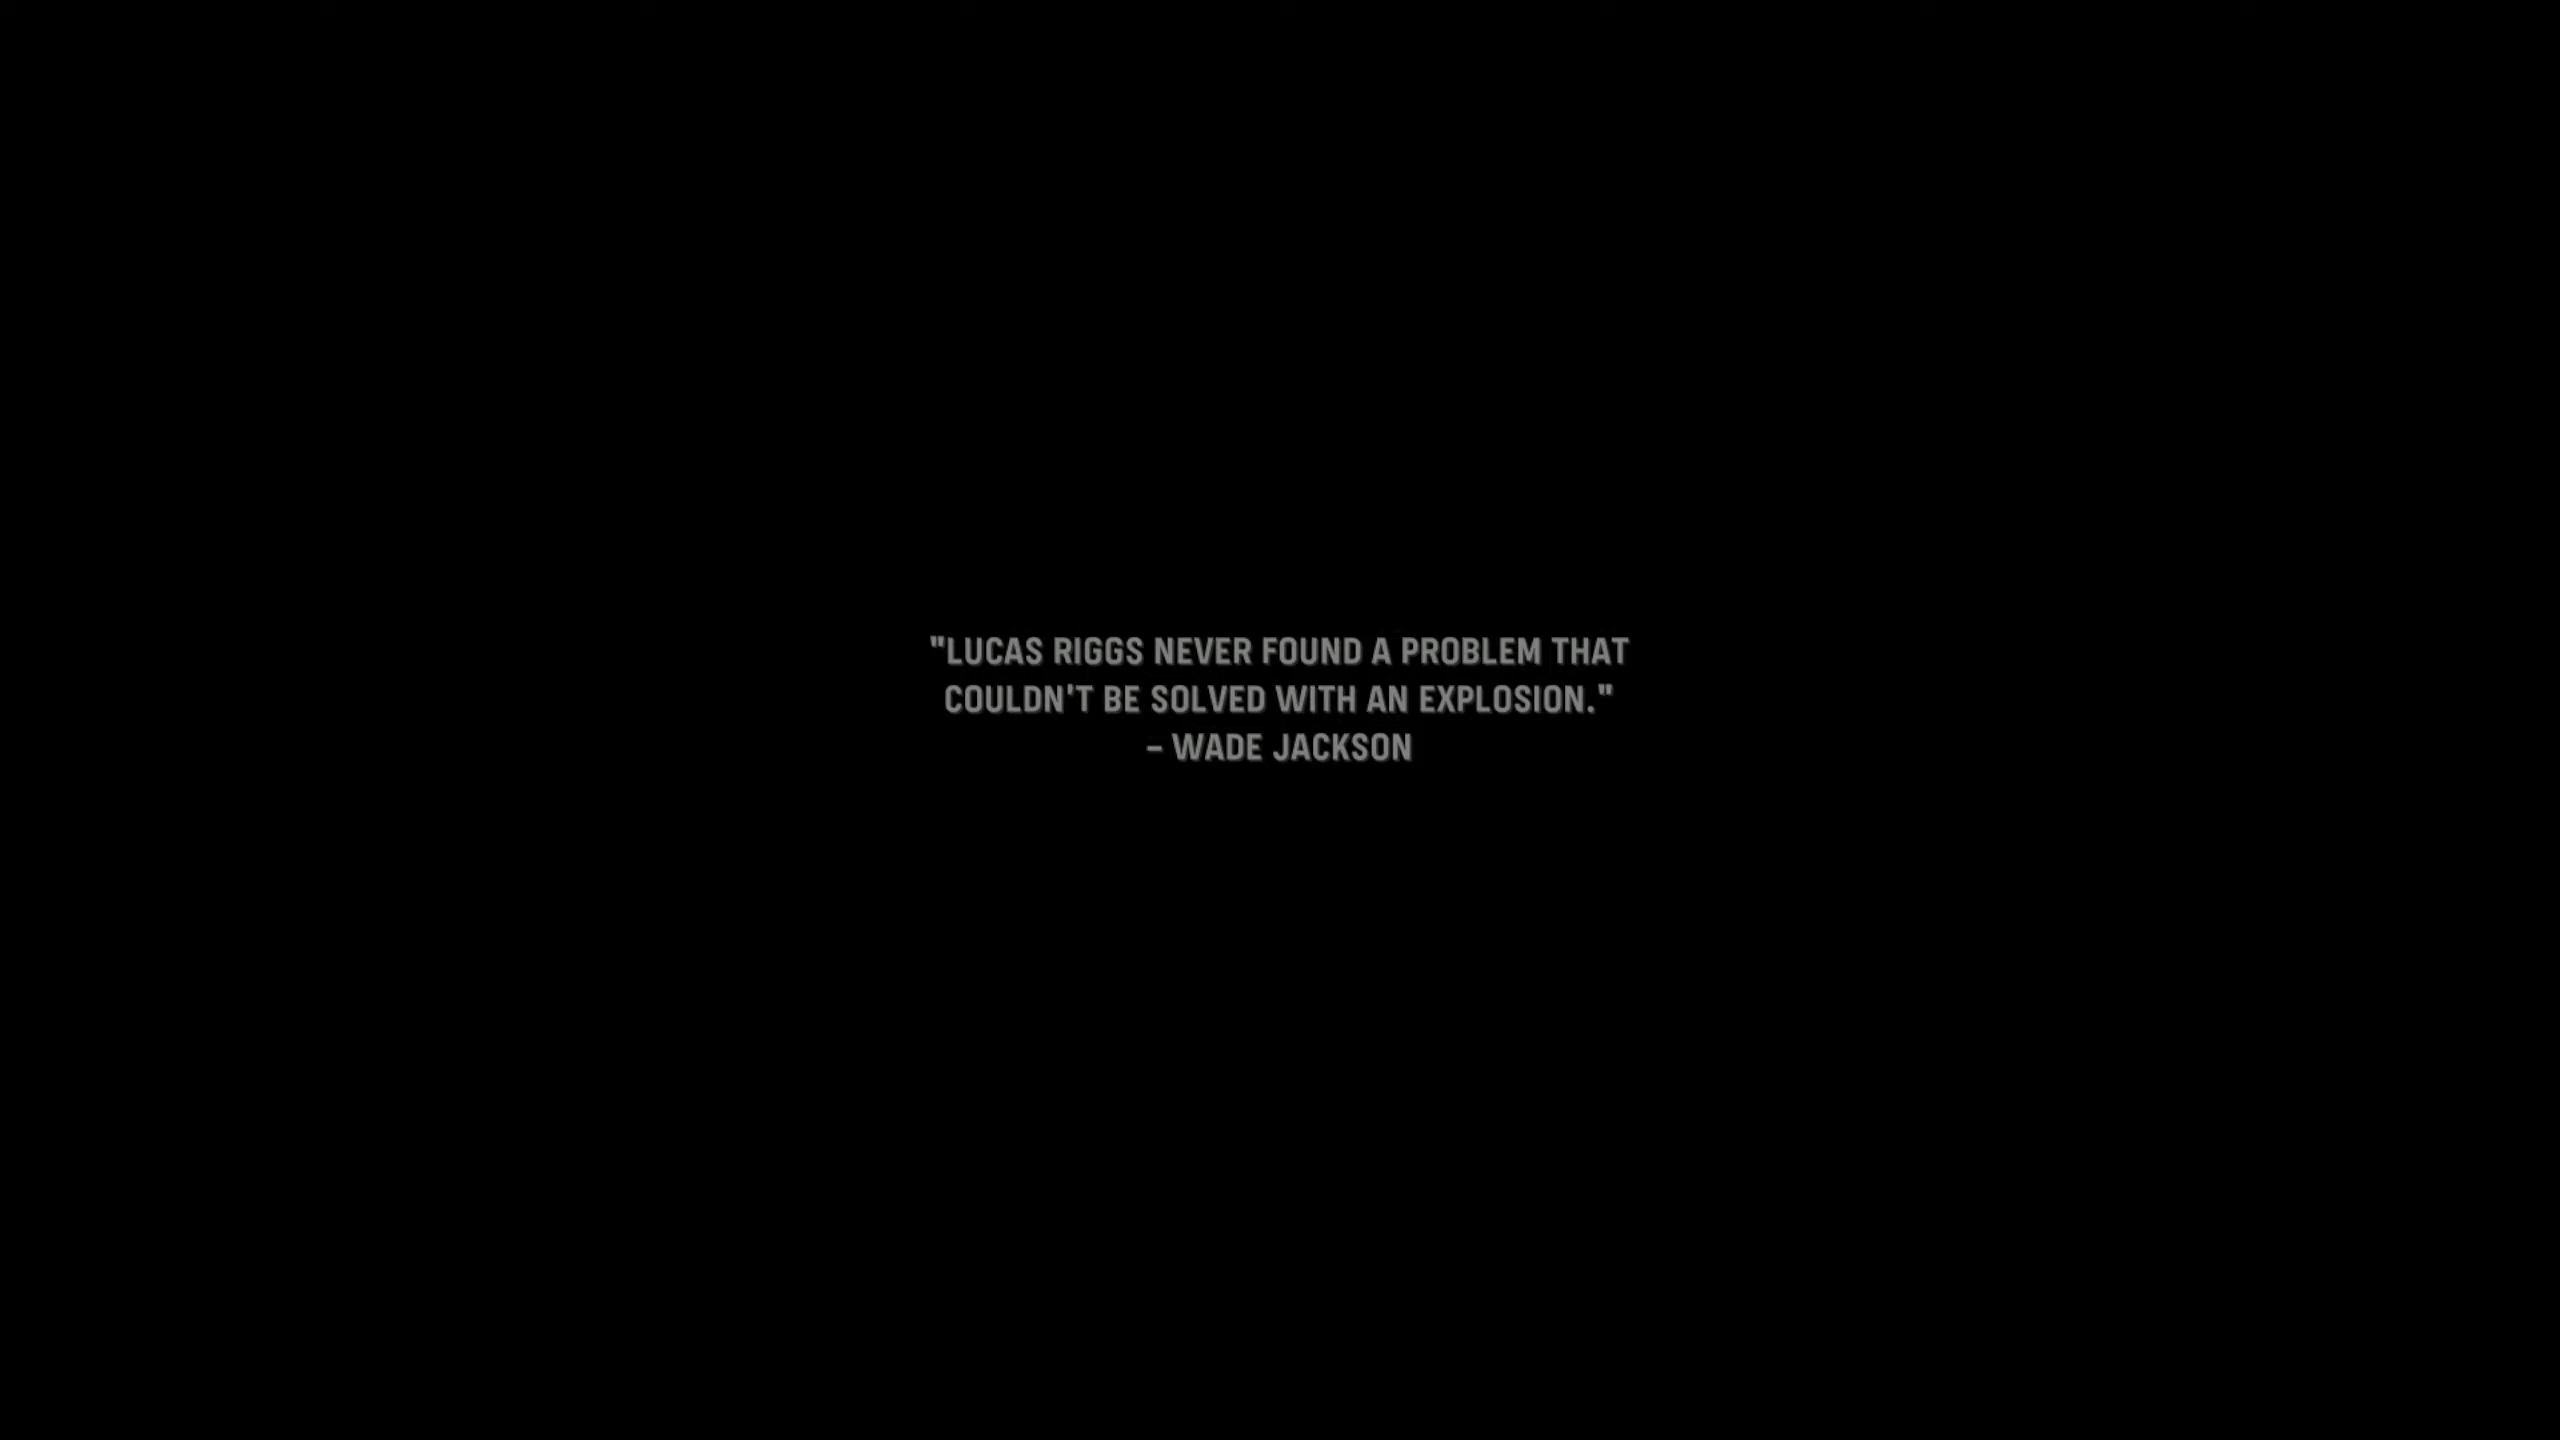 "LUCAS RIGGS NEVER FOUND A PROBLEM THAT
COULDN'T BE SOLVED WITH AN EXPLOSION."
– WADE JACKSON